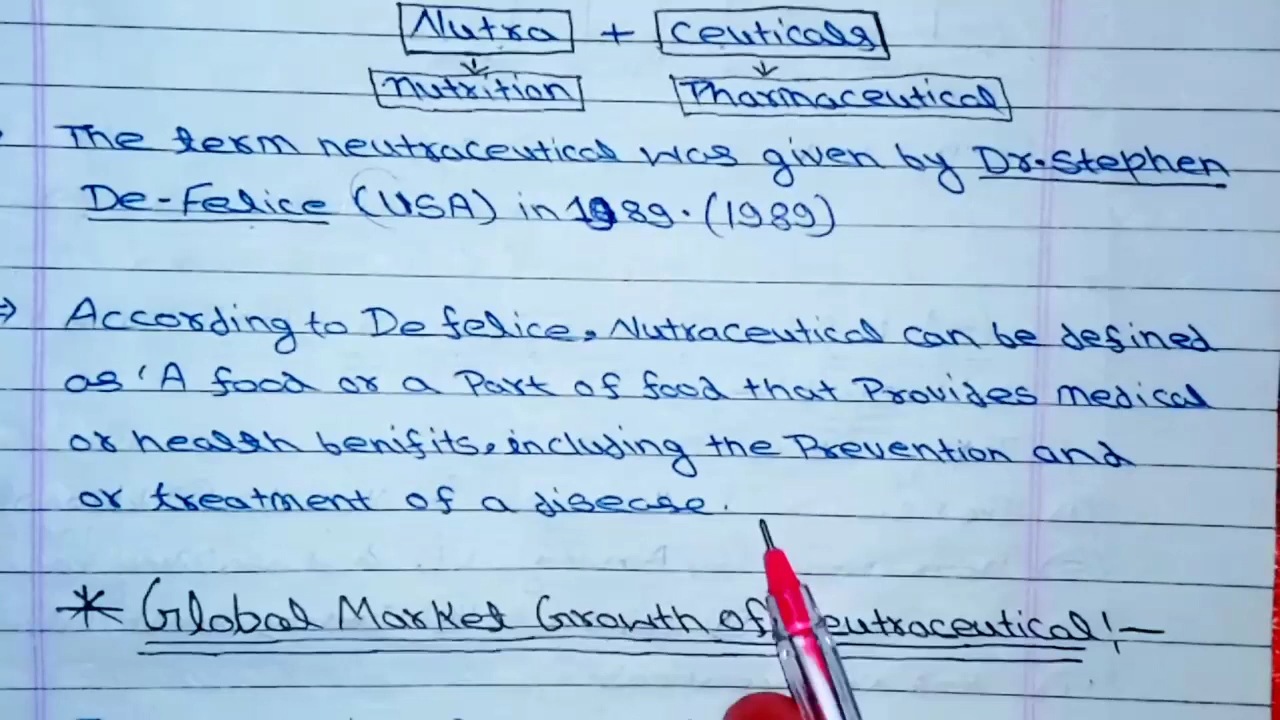 Nutra + ceuticals
Nutrition Pharmaceutical
The term neutraceutical was given by Dr. Stephen
De-Felice (USA) in 1989. (1989)
⇒ According to De felice, Nutraceutical can be defined
as 'A food or a Part of food that Provides medical
or health benifits, including the Prevention and
or treatment of a disease.
* Global Market Growth of eutraceutical :-